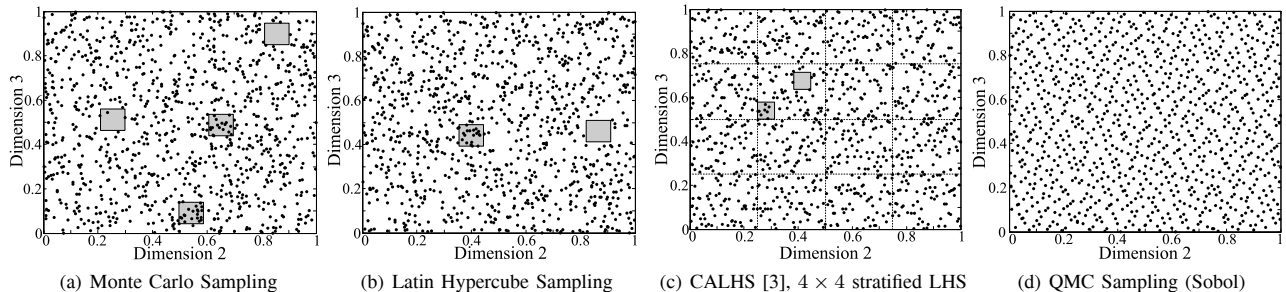 1
0.8
0.6
0.4
0.2
0
Dimension 3
0 0.2 0.4 0.6 0.8 1
Dimension 2
(a) Monte Carlo Sampling
1
0.8
0.6
0.4
0.2
0
Dimension 3
0 0.2 0.4 0.6 0.8 1
Dimension 2
(b) Latin Hypercube Sampling
1
0.8
0.6
0.4
0.2
0
Dimension 3
0 0.2 0.4 0.6 0.8 1
Dimension 2
(c) CALHS [3], 4 × 4 stratified LHS
1
0.8
0.6
0.4
0.2
0
Dimension 3
0 0.2 0.4 0.6 0.8 1
Dimension 2
(d) QMC Sampling (Sobol)